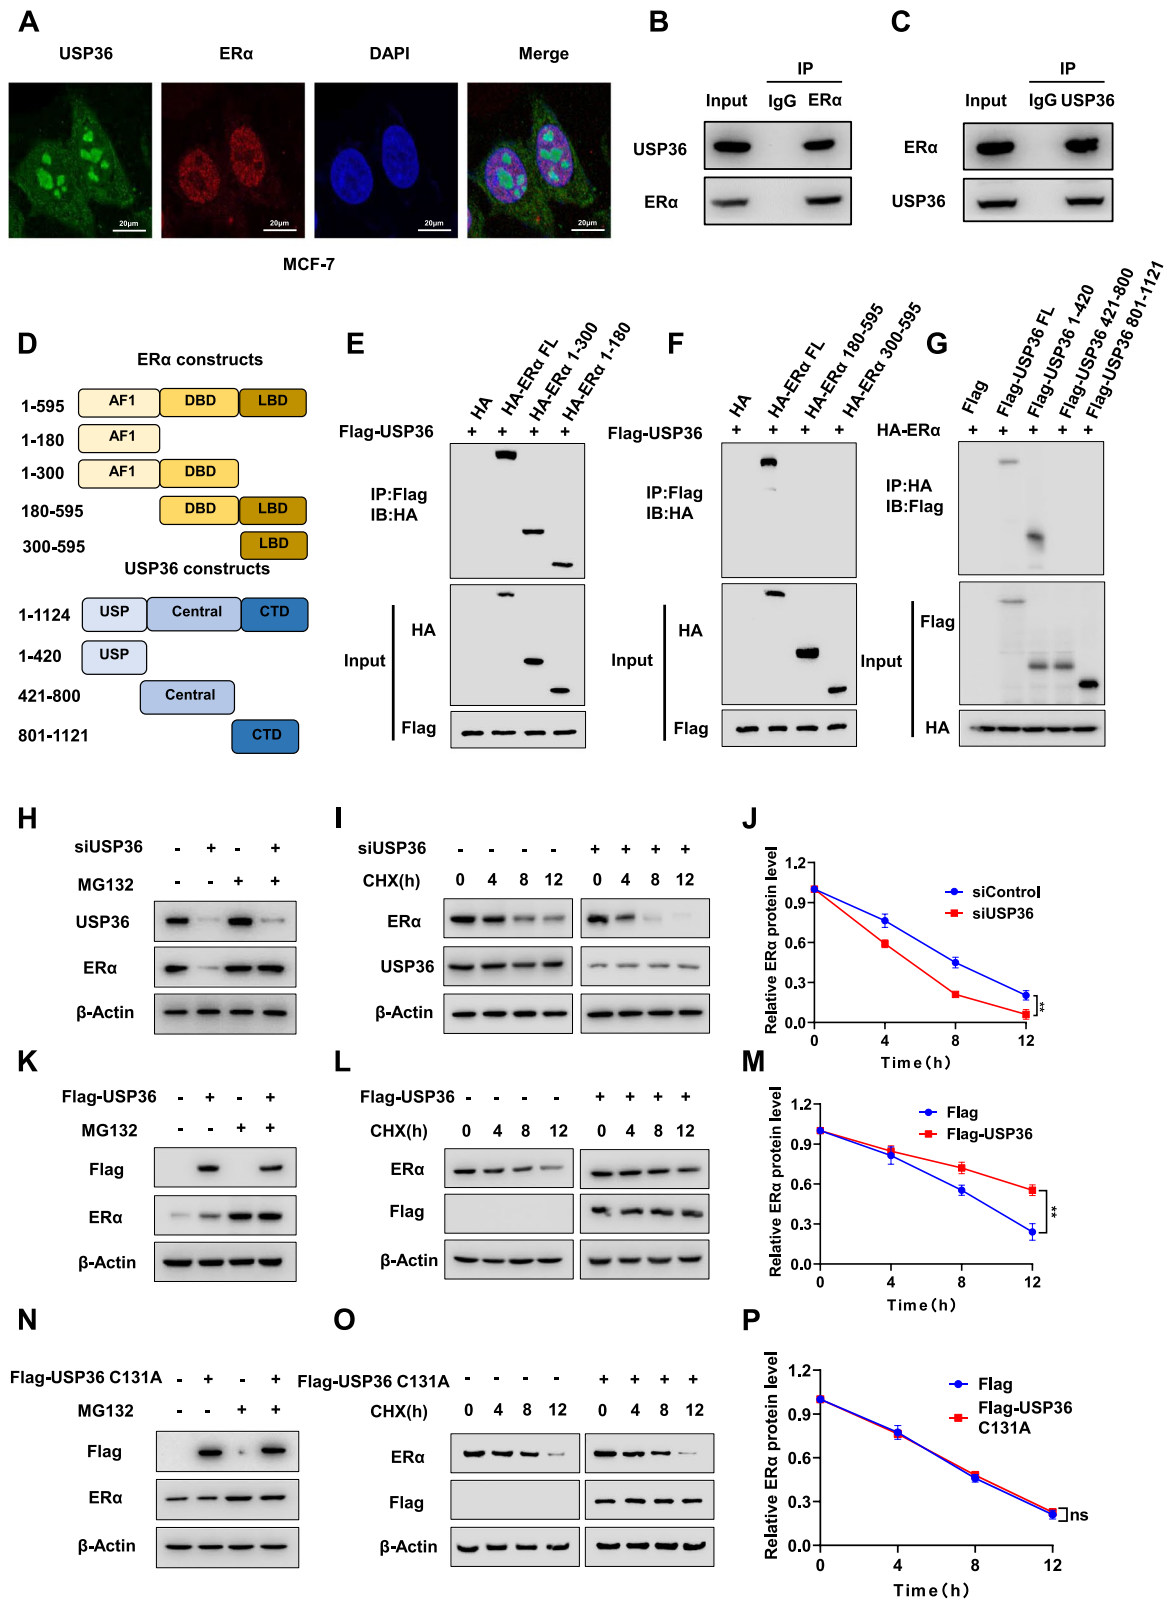 A
USP36 ERα DAPI Merge
20μm 20μm 20μm 20μm
MCF-7
B
IP
Input IgG ERα
USP36
ERα
C
IP
Input IgG USP36
ERα
USP36
D
ERα constructs
1-595 AF1 DBD LBD
1-180 AF1
1-300 AF1 DBD
180-595 DBD LBD
300-595 LBD
USP36 constructs
1-1124 USP Central CTD
1-420 USP
421-800 Central
801-1121 CTD
E
HA
HA-ERα FL
HA-ERα 1-300
HA-ERα 1-180
Flag-USP36 + + + +
IP:Flag
IB:HA
HA
Input
Flag
F
HA
HA-ERα FL
HA-ERα 180-595
HA-ERα 300-595
Flag-USP36 + + + +
IP:Flag
IB:HA
HA
Input
Flag
G
Flag
Flag-USP36 FL
Flag-USP36 1-420
Flag-USP36 421-800
Flag-USP36 801-1121
HA-ERα + + + + +
IP:HA
IB:Flag
Flag
Input
HA
H
siUSP36 - + - +
MG132 - - + +
USP36
ERα
β-Actin
I
siUSP36 - - - - + + + +
CHX(h) 0 4 8 12 0 4 8 12
ERα
USP36
β-Actin
J
Relative ERα protein level
1.2
0.9
0.6
0.3
0.0
siControl
siUSP36
**
0 4 8 12
Time(h)
K
Flag-USP36 - + - +
MG132 - - + +
Flag
ERα
β-Actin
L
Flag-USP36 - - - - + + + +
CHX(h) 0 4 8 12 0 4 8 12
ERα
Flag
β-Actin
M
Relative ERα protein level
1.2
0.9
0.6
0.3
0.0
Flag
Flag-USP36
**
0 4 8 12
Time(h)
N
Flag-USP36 C131A - + - +
MG132 - - + +
Flag
ERα
β-Actin
O
Flag-USP36 C131A - - - - + + + +
CHX(h) 0 4 8 12 0 4 8 12
ERα
Flag
β-Actin
P
Relative ERα protein level
1.2
0.9
0.6
0.3
0.0
Flag
Flag-USP36
C131A
ns
0 4 8 12
Time(h)